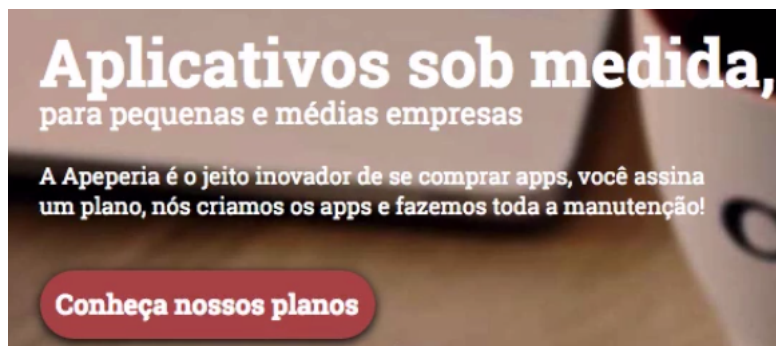 Aplicativos sob medida,
para pequenas e médias empresas
A Apeperia é o jeito inovador de se comprar apps, você assina
um plano, nós criamos os apps e fazemos toda a manutenção!
Conheça nossos planos